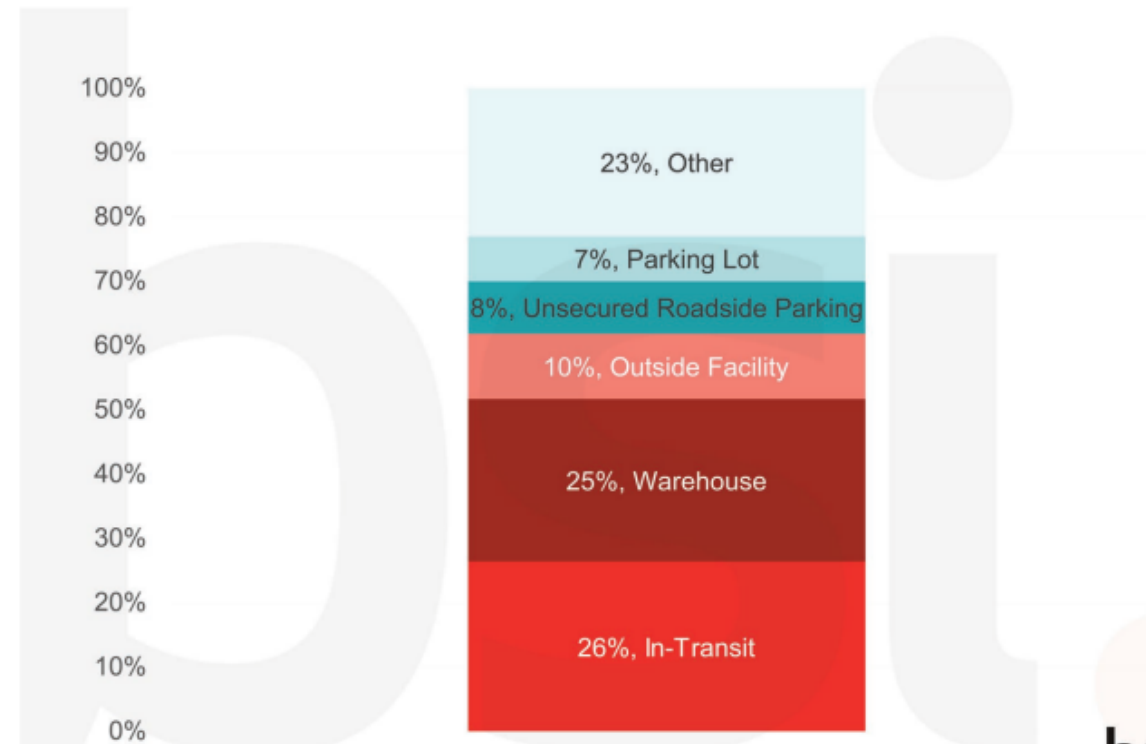 100%
90%
80%
70%
60%
50%
40%
30%
20%
10%
0%
23%, Other
7%, Parking Lot
8%, Unsecured Roadside Parking
10%, Outside Facility
25%, Warehouse
26%, In-Transit
bsi.